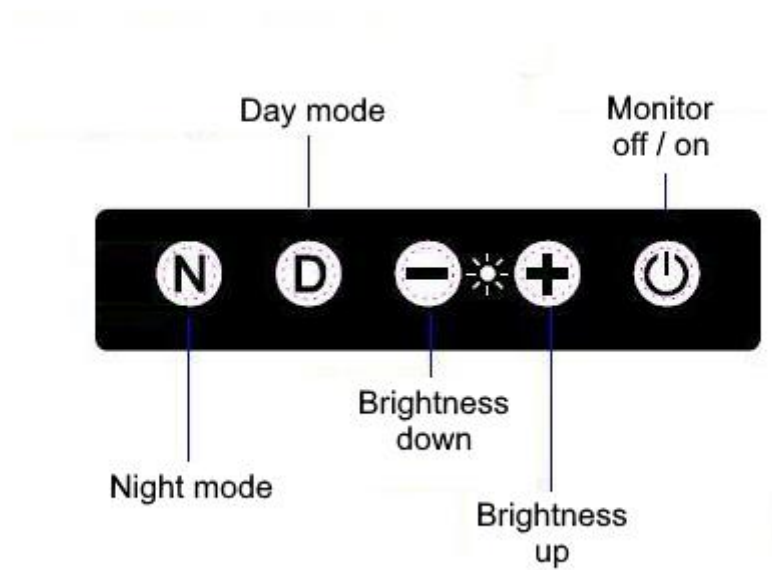 Day mode
Monitor
off / on
N D
Brightness
down
Night mode
Brightness
up